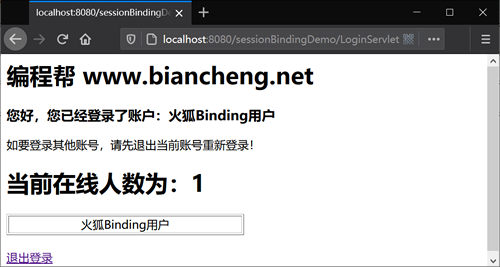 localhost:8080/sessionBindingDe
localhost:8080/sessionBindingDemo/LoginServlet
编程帮 www.biancheng.net
您好，您已经登录了账户：火狐Binding用户
如要登录其他账号，请先退出当前账号重新登录！
当前在线人数为：1
火狐Binding用户
退出登录